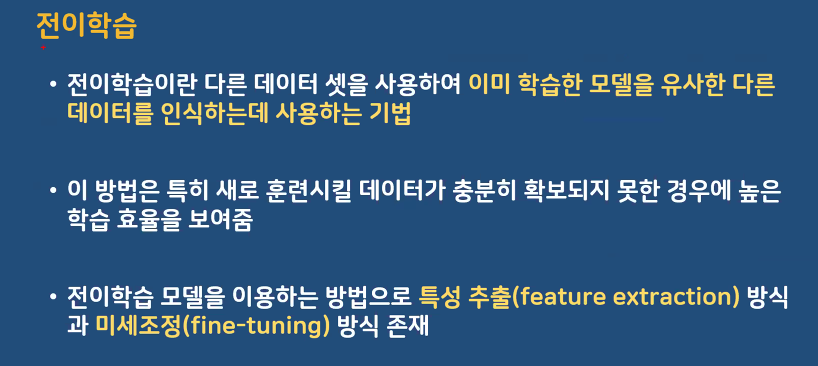 전이학습
• 전이학습이란 다른 데이터 셋을 사용하여 이미 학습한 모델을 유사한 다른
데이터를 인식하는데 사용하는 기법
• 이 방법은 특히 새로 훈련시킬 데이터가 충분히 확보되지 못한 경우에 높은
학습 효율을 보여줌
• 전이학습 모델을 이용하는 방법으로 특성 추출(feature extraction) 방식
과 미세조정(fine-tuning) 방식 존재